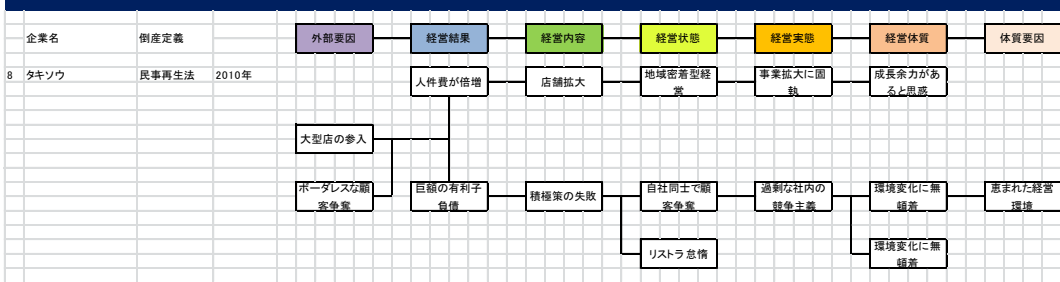 企業名 倒産定義 外部要因 経営結果 経営内容 経営状態 経営実態 経営体質 体質要因
8 タキソウ 民事再生法 2010年 人件費が倍増 店舗拡大 地域密着型経 事業拡大に固 成長余力があ
営 執 ると思惑
大型店の参入
ボーダレスな顧 巨額の有利子 積極策の失敗 自社同士で顧 過剰な社内の 環境変化に無 恵まれた経営
客争奪 負債 客争奪 競争主義 頓着 環境
リストラ怠惰 環境変化に無
頓着